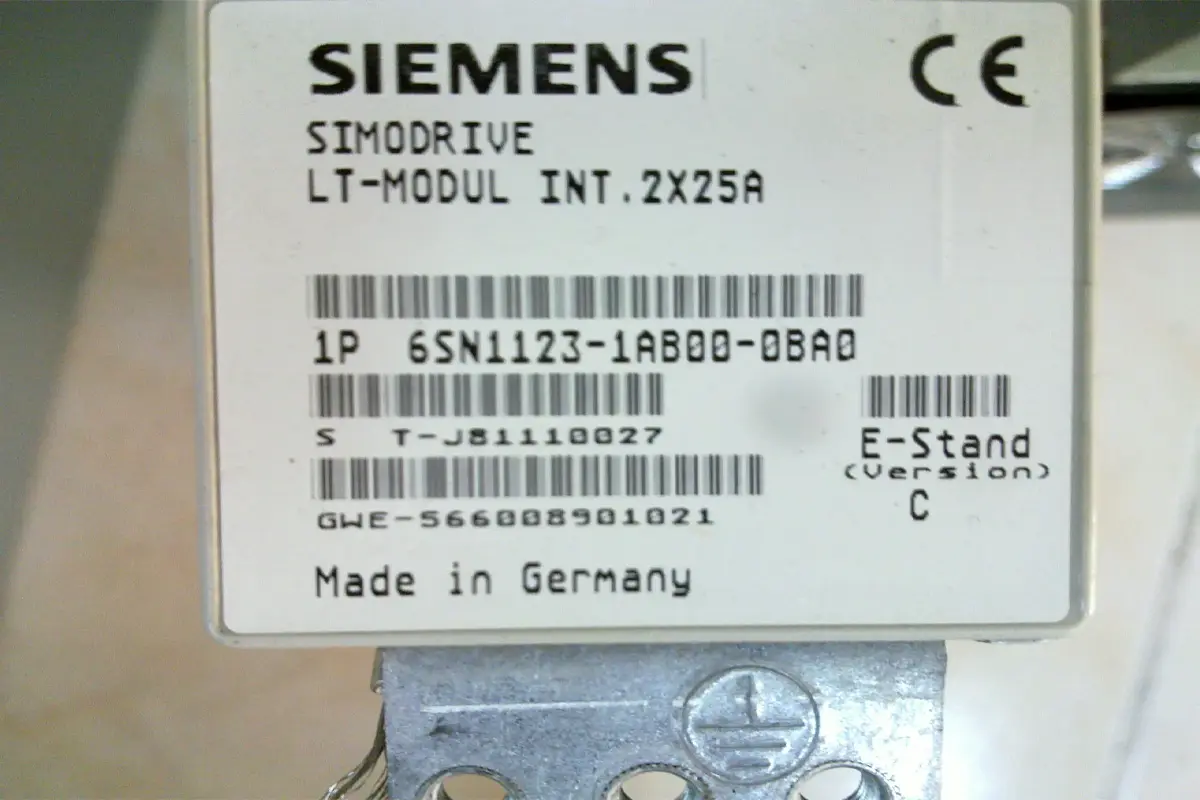 SIEMENS
CE
SIMODRIVE
LT-MODUL INT.2X25A
1P 6SN1123-1AB00-0BA0
S T-J81110027
E-Stand
(Version)
C
GWE-566008901021
Made in Germany